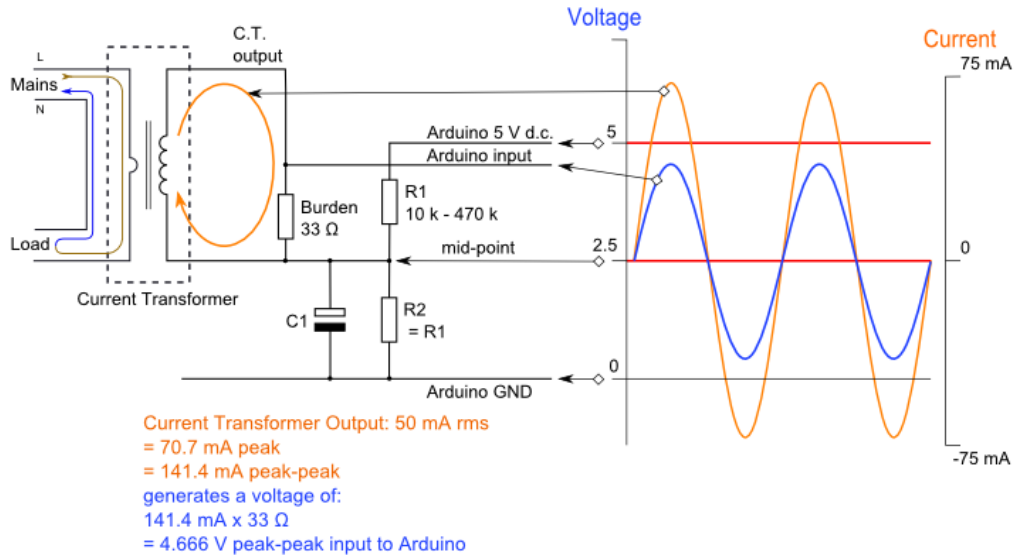 Voltage
C.T.
output
Current
75 mA
L
Mains
N
Arduino 5 V d.c.
5
Arduino input
R1
10 k - 470 k
Burden
33 Ω
Load
mid-point
2.5
0
Current Transformer
C1
R2
= R1
0
Arduino GND
-75 mA
Current Transformer Output: 50 mA rms
= 70.7 mA peak
= 141.4 mA peak-peak
generates a voltage of:
141.4 mA x 33 Ω
= 4.666 V peak-peak input to Arduino